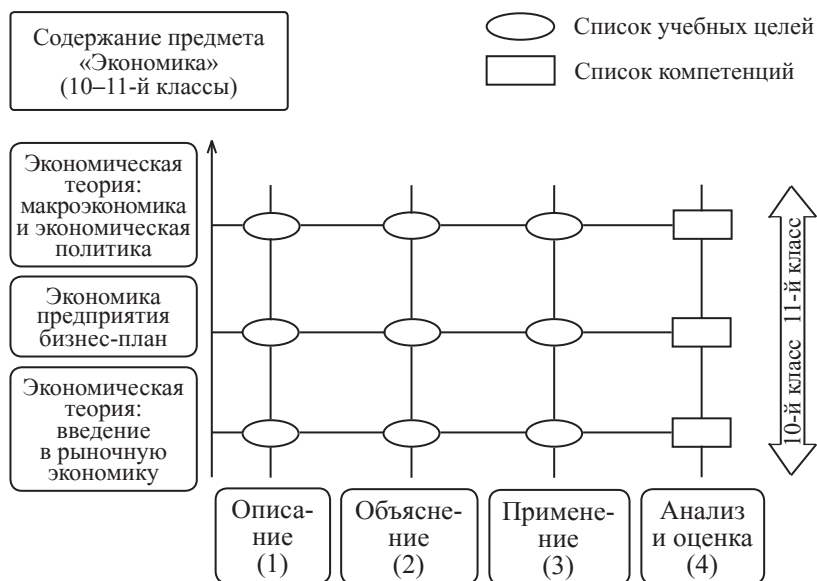 Содержание предмета
«Экономика»
(10–11-й классы)
Список учебных целей
Список компетенций
Экономическая
теория:
макроэкономика
и экономическая
политика
Экономика
предприятия
бизнес-план
Экономическая
теория:
введение
в рыночную
экономику
10-й класс 11-й класс
Описа-
ние
(1)
Объясне-
ние
(2)
Примене-
ние
(3)
Анализ
и оценка
(4)